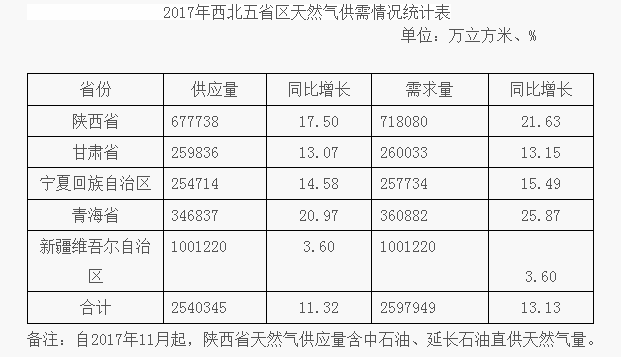 2017年西北五省区天然气供需情况统计表
单位：万立方米、%
省份 供应量 同比增长 需求量 同比增长
陕西省 677738 17.50 718080 21.63
甘肃省 259836 13.07 260033 13.15
宁夏回族自治区 254714 14.58 257734 15.49
青海省 346837 20.97 360882 25.87
新疆维吾尔自治 1001220 3.60 1001220
区 3.60
合计 2540345 11.32 2597949 13.13
备注：自2017年11月起，陕西省天然气供应量含中石油、延长石油直供天然气量。